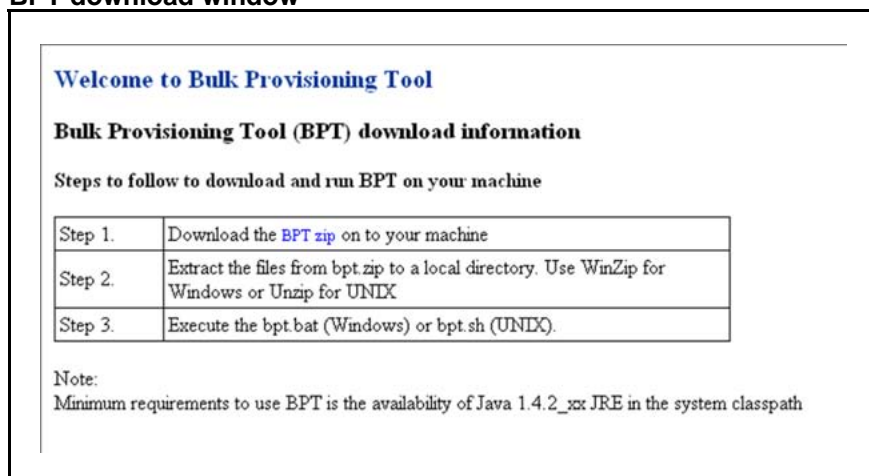 BPT download window
Welcome to Bulk Provisioning Tool
Bulk Provisioning Tool (BPT) download information
Steps to follow to download and run BPT on your machine
Step 1. Download the BPT zip on to your machine
Step 2. Extract the files from bpt.zip to a local directory. Use WinZip for
Windows or Unzip for UNIX
Step 3. Execute the bpt.bat (Windows) or bpt.sh (UNIX).
Note:
Minimum requirements to use BPT is the availability of Java 1.4.2_xx JRE in the system classpath